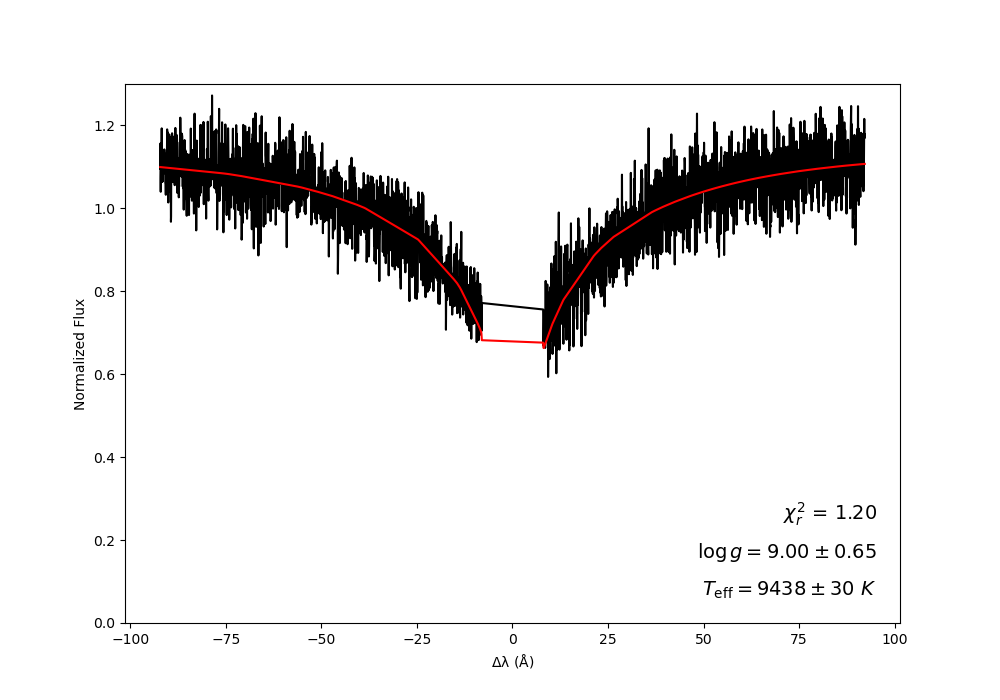 1.2
1.0
0.8
0.6
0.4
0.2
0.0
Normalized Flux
χ²ᵣ = 1.20
log g = 9.00 ± 0.65
T_eff = 9438 ± 30 K
−100 −75 −50 −25 0 25 50 75 100
Δλ (Å)